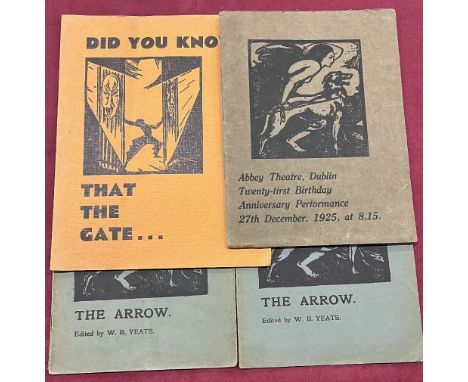 DID YOU KNO
THAT
THE
GATE...
Abbey Theatre, Dublin
Twenty-first Birthday
Anniversary Performance
27th December, 1925, at 8.15.
THE ARROW.
Edited by W. B. YEATS.
THE ARROW.
Edited by W. B. YEATS.